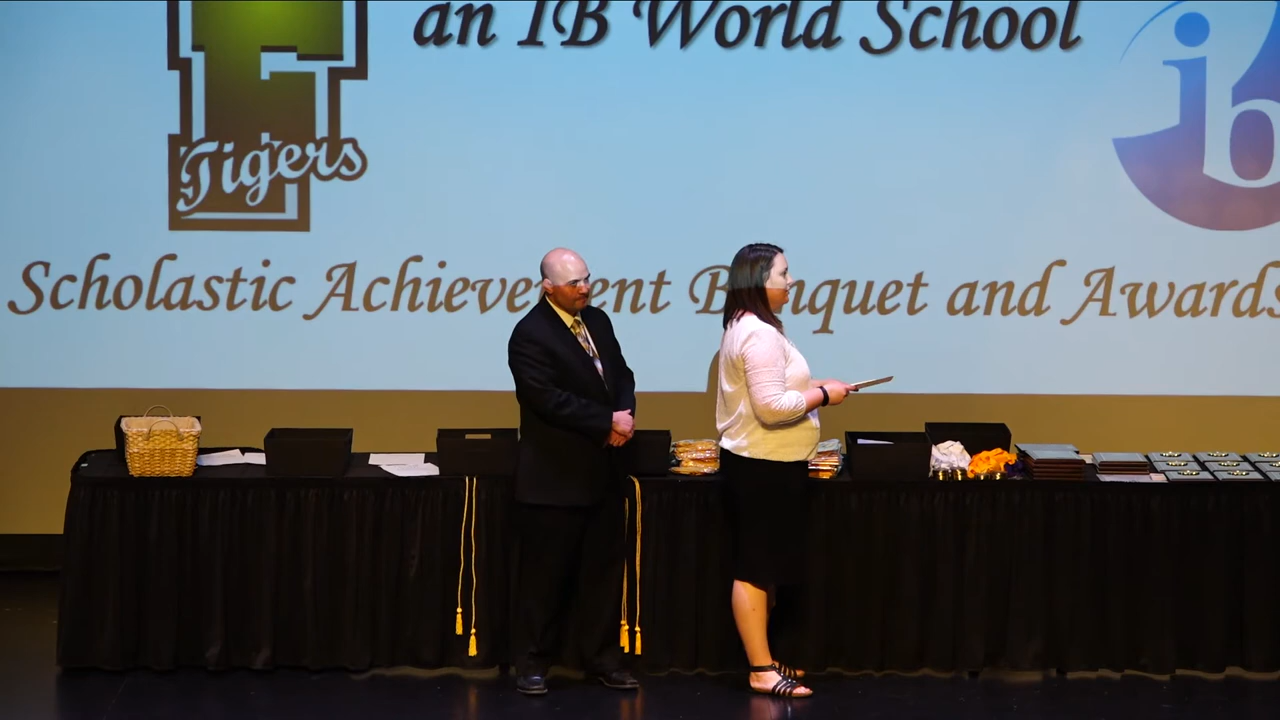 an IB World School
Tigers
ib
Scholastic Achievement Banquet and Awards